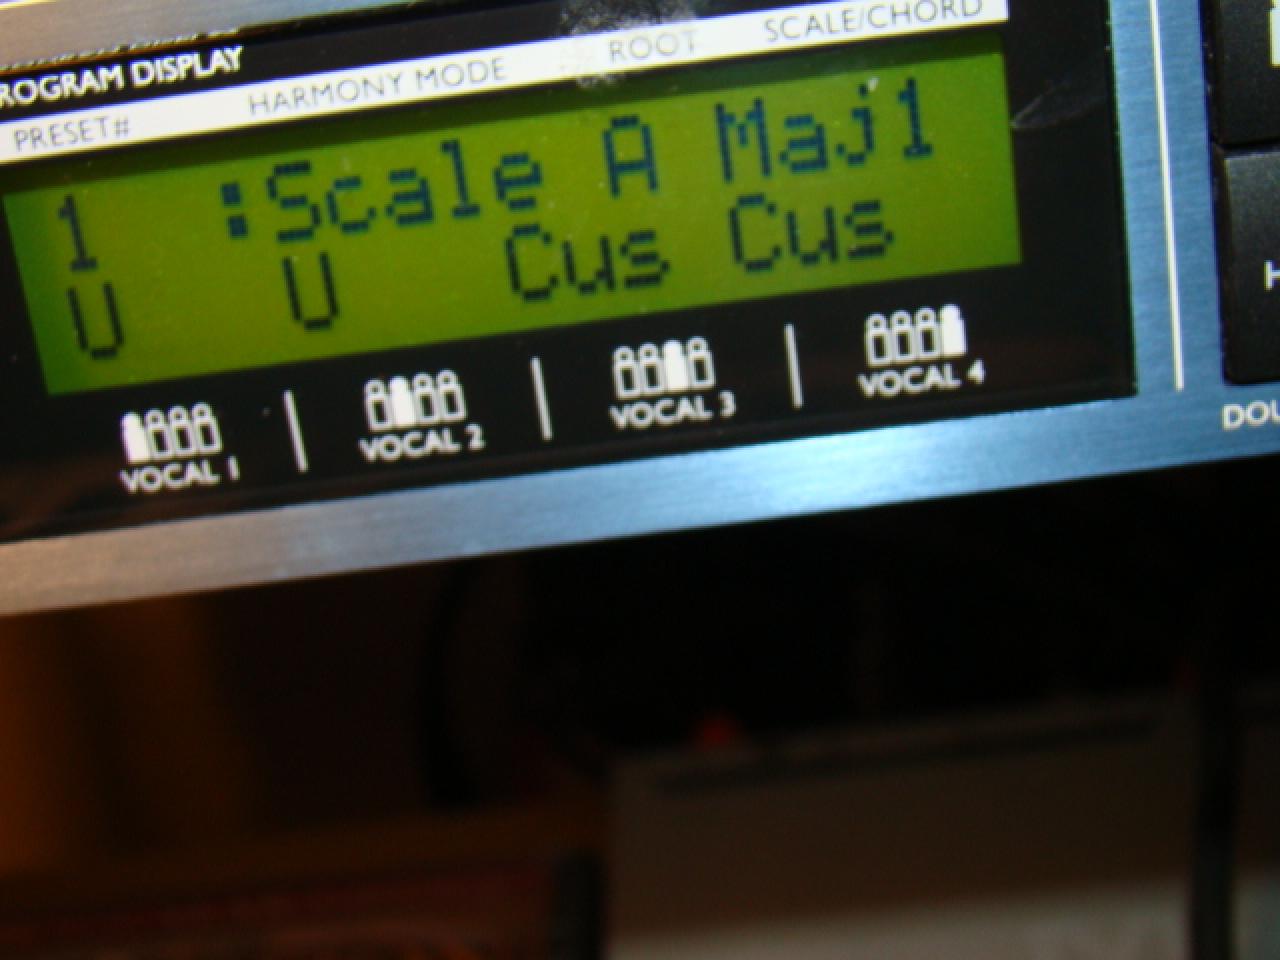 ROGRAM DISPLAY
PRESET# HARMONY MODE ROOT SCALE/CHORD
1 :Scale A Maj1
U U Cus Cus
VOCAL 1 VOCAL 2 VOCAL 3 VOCAL 4
H
DOU